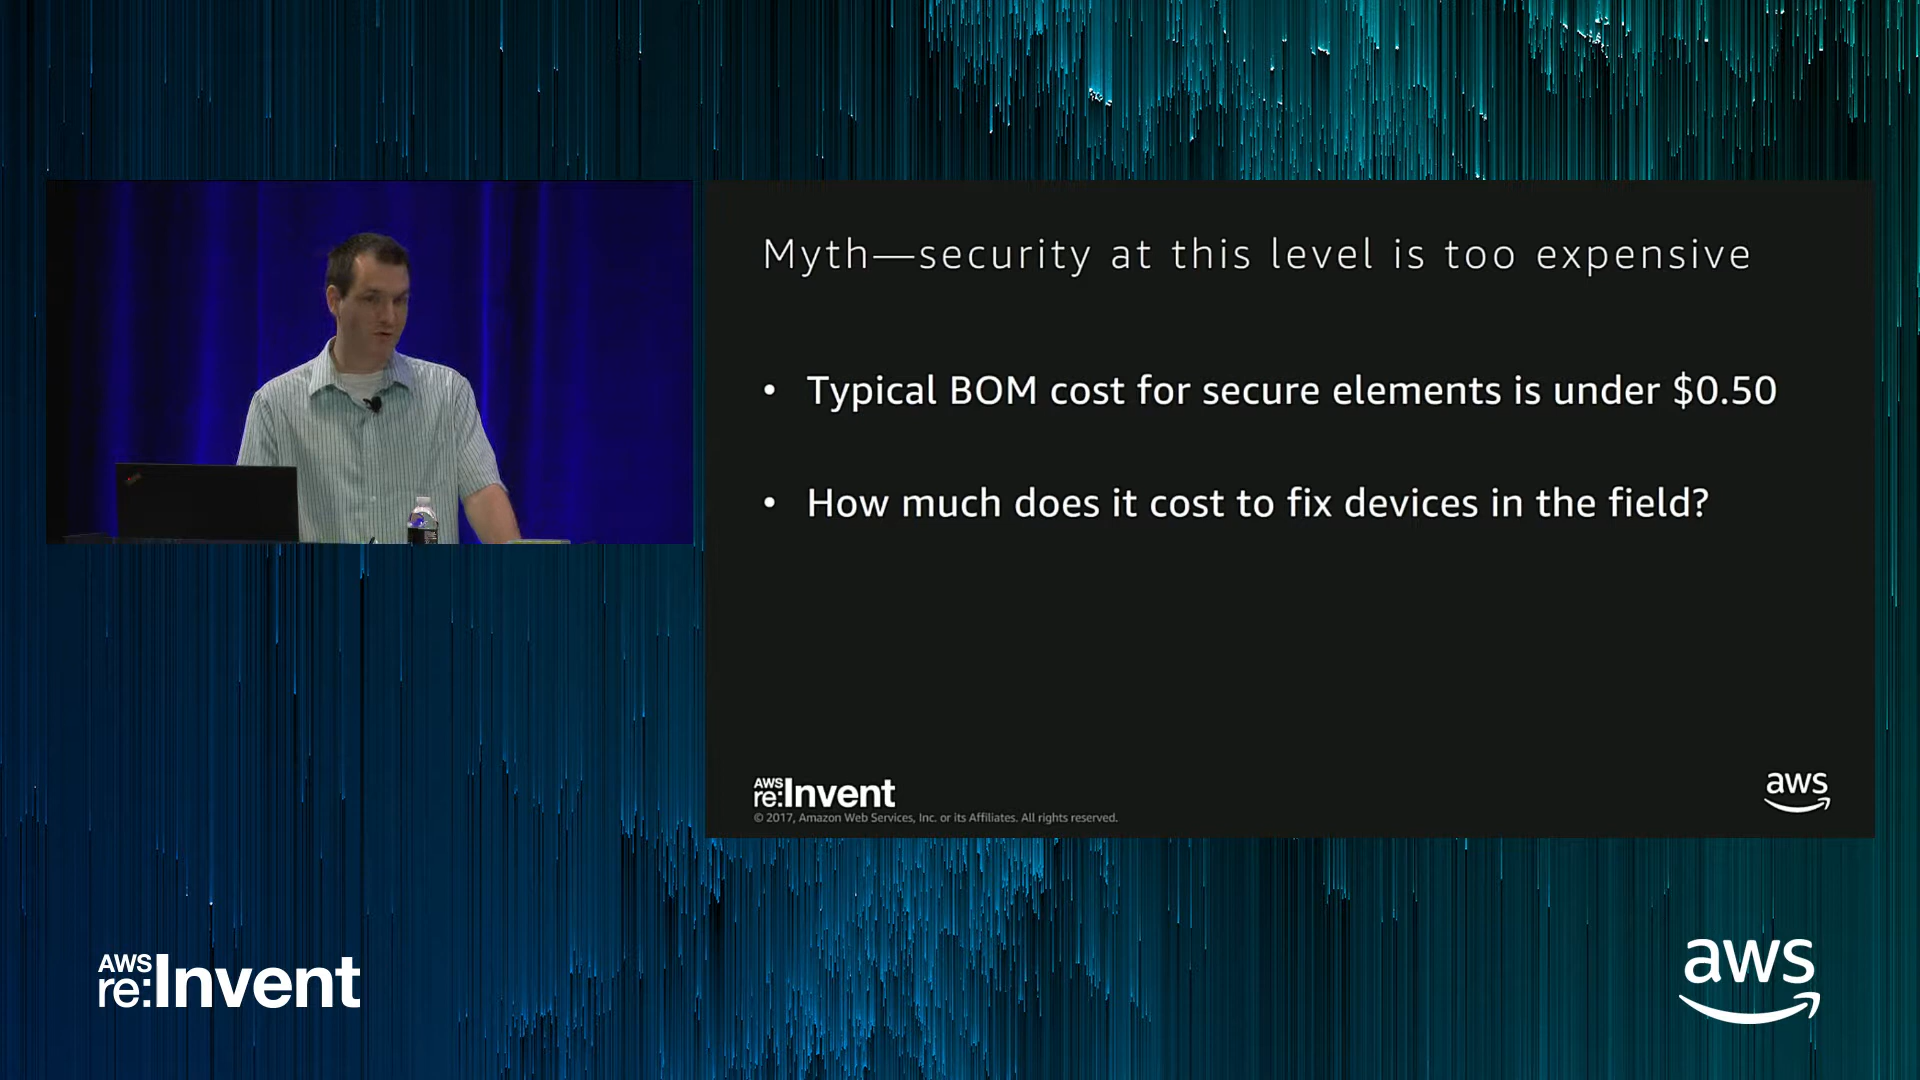 Myth—security at this level is too expensive
• Typical BOM cost for secure elements is under $0.50
• How much does it cost to fix devices in the field?
AWS
re:Invent
© 2017, Amazon Web Services, Inc. or its Affiliates. All rights reserved.
aws
AWS
re:Invent
aws